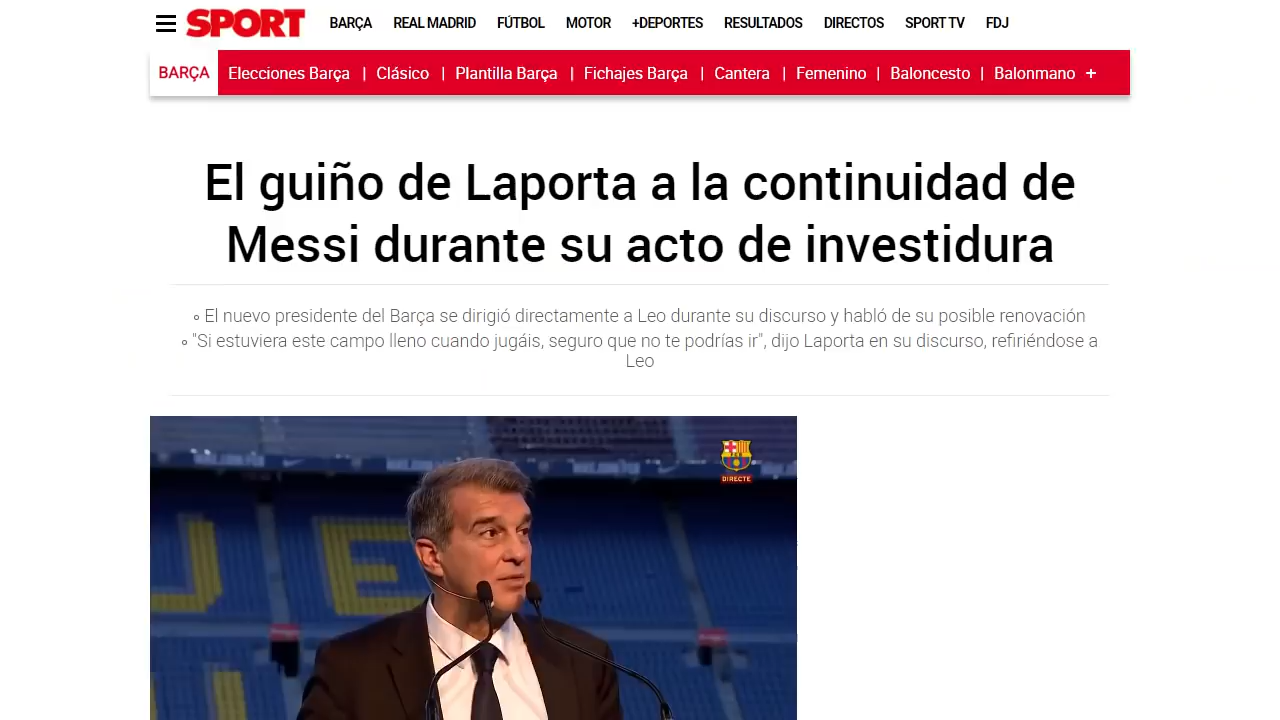 SPORT
BARÇA REAL MADRID FÚTBOL MOTOR +DEPORTES RESULTADOS DIRECTOS SPORT TV FDJ
BARÇA Elecciones Barça | Clásico | Plantilla Barça | Fichajes Barça | Cantera | Femenino | Baloncesto | Balonmano +
El guiño de Laporta a la continuidad de
Messi durante su acto de investidura
El nuevo presidente del Barça se dirigió directamente a Leo durante su discurso y habló de su posible renovación
"Si estuviera este campo lleno cuando jugáis, seguro que no te podrías ir", dijo Laporta en su discurso, refiriéndose a
Leo
DIRECTE